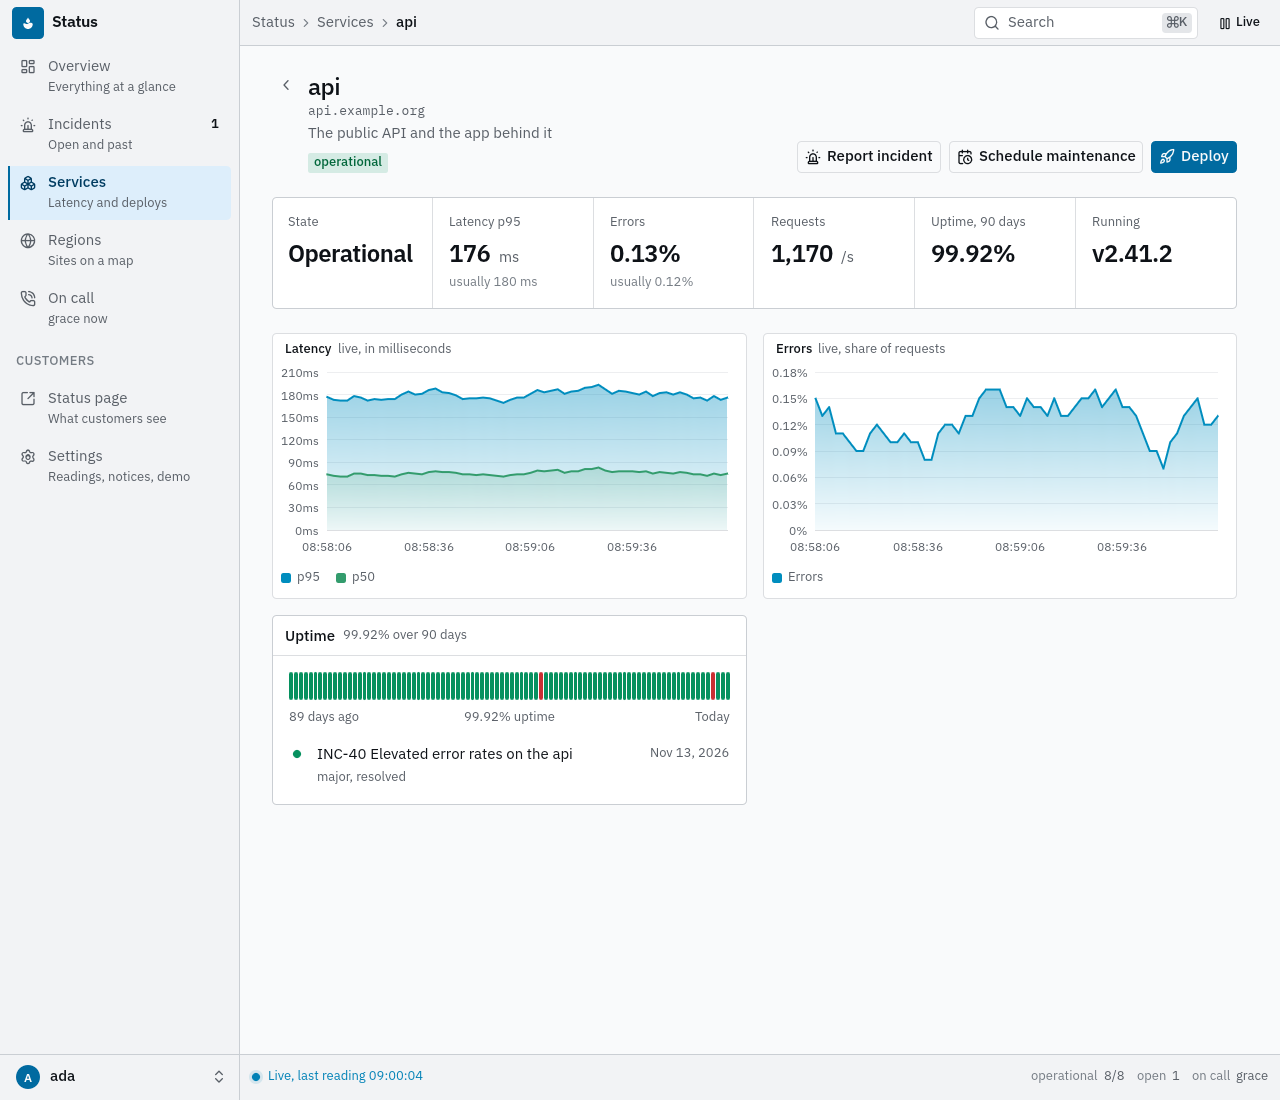 Status
Overview
Everything at a glance
Incidents
1
Open and past
Services
Latency and deploys
Regions
Sites on a map
On call
grace now
CUSTOMERS
Status page
What customers see
Settings
Readings, notices, demo
A
ada
Status
Services
api
Search
⌘K
Live
api
api.example.org
The public API and the app behind it
operational
Report incident
Schedule maintenance
Deploy
State
Operational
Latency p95
176 ms
usually 180 ms
Errors
0.13%
usually 0.12%
Requests
1,170 /s
Uptime, 90 days
99.92%
Running
v2.41.2
Latency live, in milliseconds
210ms
180ms
150ms
120ms
90ms
60ms
30ms
0ms
08:58:06 08:58:36 08:59:06 08:59:36
p95 p50
Errors live, share of requests
0.18%
0.15%
0.12%
0.09%
0.06%
0.03%
0%
08:58:06 08:58:36 08:59:06 08:59:36
Errors
Uptime 99.92% over 90 days
89 days ago 99.92% uptime Today
INC-40 Elevated error rates on the api Nov 13, 2026
major, resolved
Live, last reading 09:00:04
operational 8/8 open 1 on call grace